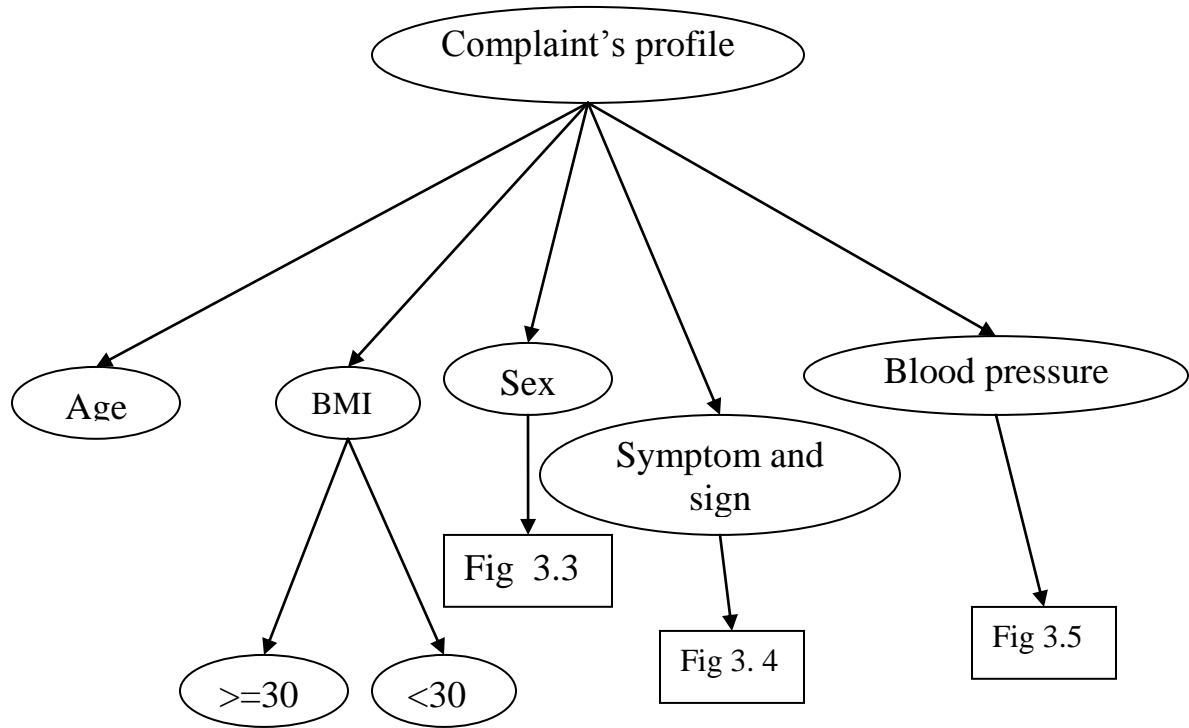 Complaint’s profile
Age
BMI
Sex
Blood pressure
Symptom and
sign
Fig 3.3
Fig 3. 4
Fig 3.5
>=30
<30